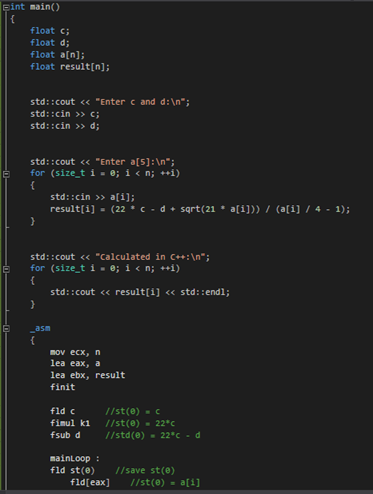 int main()
{
float c;
float d;
float a[n];
float result[n];
std::cout << "Enter c and d:\n";
std::cin >> c;
std::cin >> d;
std::cout << "Enter a[5]:\n";
for (size_t i = 0; i < n; ++i)
{
std::cin >> a[i];
result[i] = (22 * c - d + sqrt(21 * a[i])) / (a[i] / 4 - 1);
}
std::cout << "Calculated in C++:\n";
for (size_t i = 0; i < n; ++i)
{
std::cout << result[i] << std::endl;
}
_asm
{
mov ecx, n
lea eax, a
lea ebx, result
finit
fld c //st(0) = c
fimul k1 //st(0) = 22*c
fsub d //std(0) = 22*c - d
mainLoop :
fld st(0) //save st(0)
fld[eax] //st(0) = a[i]